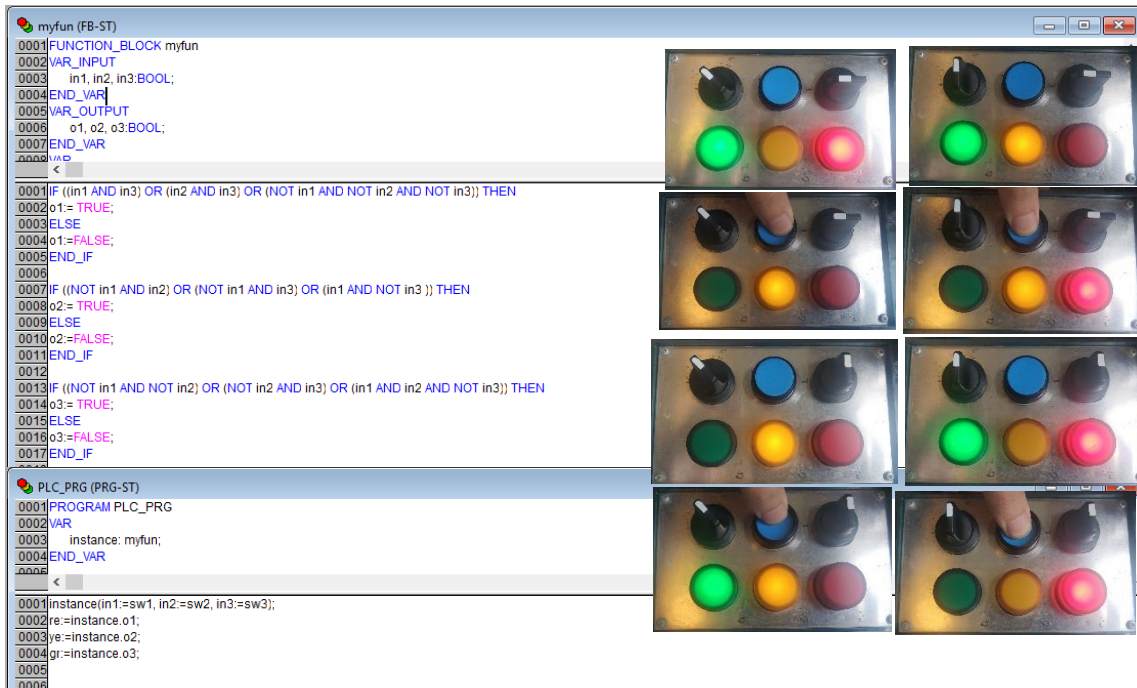 myfun (FB-ST)
0001 FUNCTION_BLOCK myfun
0002 VAR_INPUT
0003 in1, in2, in3:BOOL;
0004 END_VAR
0005 VAR_OUTPUT
0006 o1, o2, o3:BOOL;
0007 END_VAR
0008 VAR
0001 IF ((in1 AND in3) OR (in2 AND in3) OR (NOT in1 AND NOT in2 AND NOT in3)) THEN
0002 o1:= TRUE;
0003 ELSE
0004 o1:=FALSE;
0005 END_IF
0006
0007 IF ((NOT in1 AND in2) OR (NOT in1 AND in3) OR (in1 AND NOT in3 )) THEN
0008 o2:= TRUE;
0009 ELSE
0010 o2:=FALSE;
0011 END_IF
0012
0013 IF ((NOT in1 AND NOT in2) OR (NOT in2 AND in3) OR (in1 AND in2 AND NOT in3)) THEN
0014 o3:= TRUE;
0015 ELSE
0016 o3:=FALSE;
0017 END_IF
PLC_PRG (PRG-ST)
0001 PROGRAM PLC_PRG
0002 VAR
0003 instance: myfun;
0004 END_VAR
0005
0001 instance(in1:=sw1, in2:=sw2, in3:=sw3);
0002 re:=instance.o1;
0003 ye:=instance.o2;
0004 gr:=instance.o3;
0005
0006